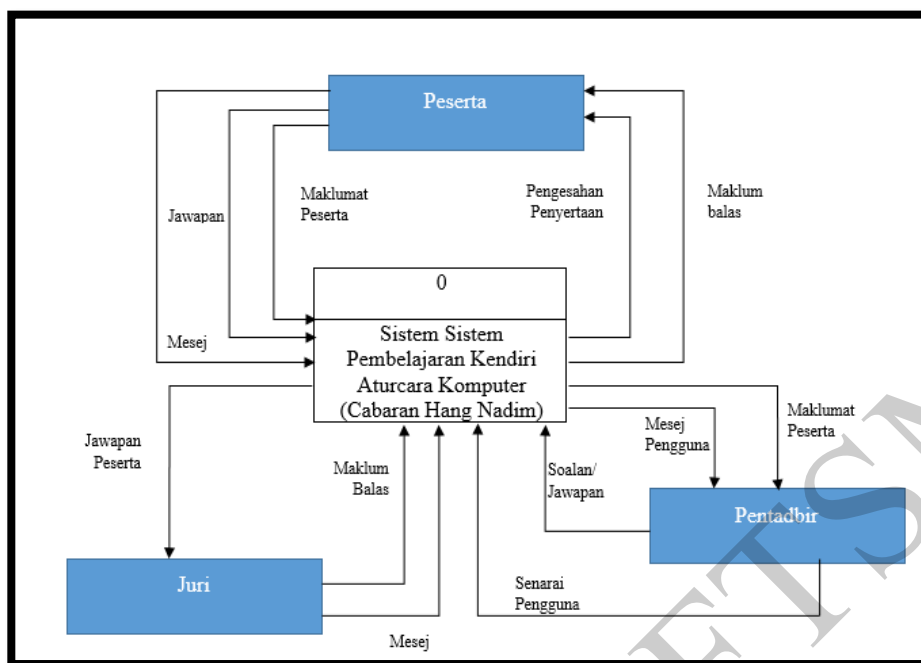 Peserta
Maklumat
Peserta
Pengesahan
Penyertaan
Maklum
balas
Jawapan
Mesej
0
Sistem Sistem
Pembelajaran Kendiri
Aturcara Komputer
(Cabaran Hang Nadim)
Jawapan
Peserta
Maklum
Balas
Soalan/
Jawapan
Mesej
Pengguna
Maklumat
Peserta
Pentadbir
Juri
Senarai
Pengguna
Mesej
FTSM